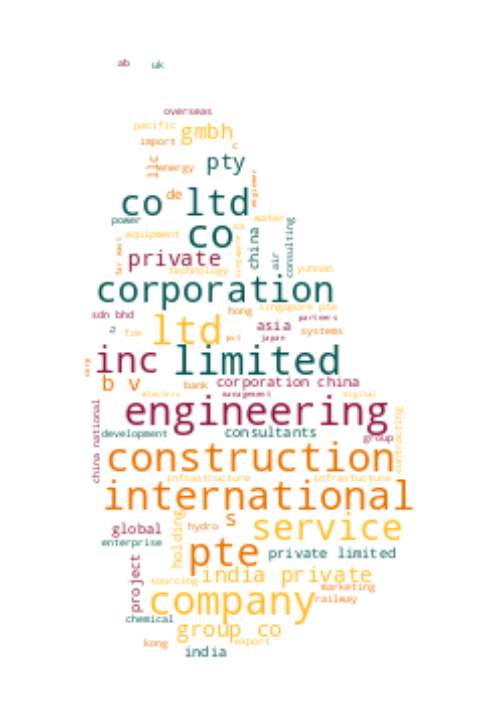 ab uk
overseas
pacific gmbh
import c
llc energy pty
de engineer
co ltd
power water
co sa
equipment china consulting
private air
far east singapore
technology yunnan
corporation
hong singapore pte
sdn bhd partners
ltd asia
a fze systems
pvt japan
inc limited
corp
b v bank corporation china
electric management digital
engineering
china national contracting
development consultants group
construction
infrastructure infrastucture
international
s
global hydro service
enterprise holding
pte private limited
project india private
sourcing marketing
company railway
chemical
group co
kong export
india